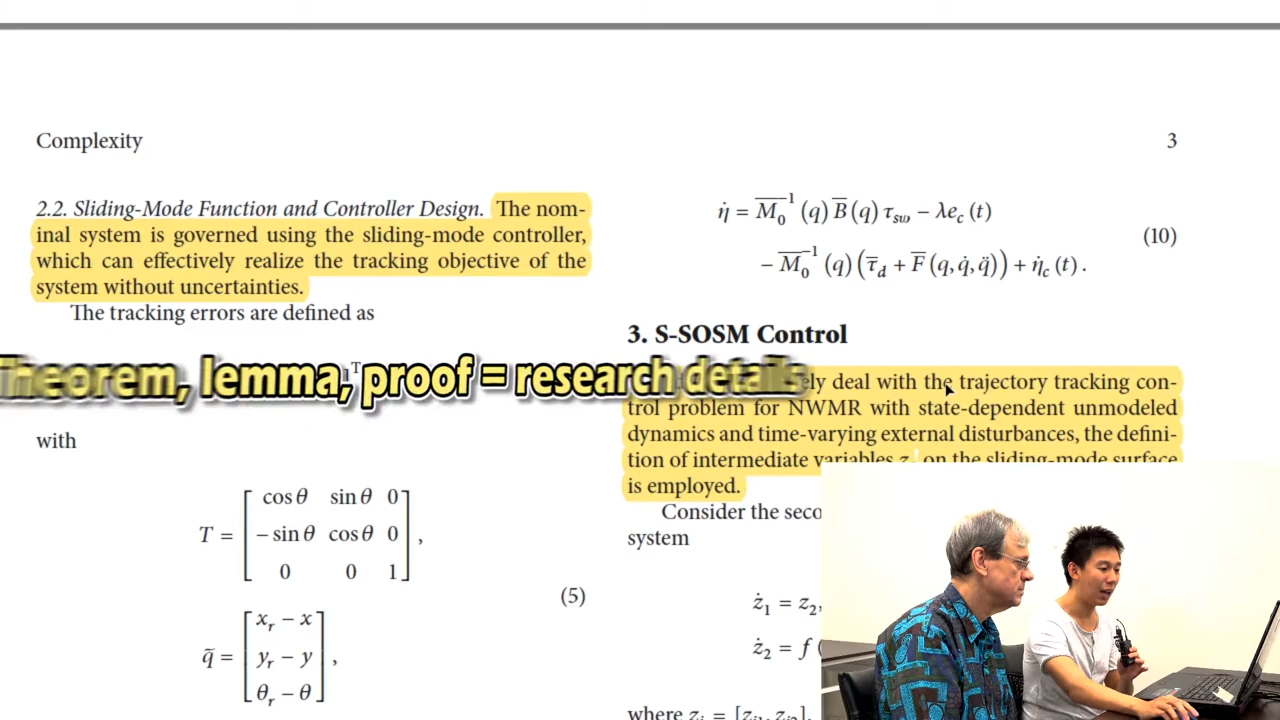 Complexity
3
2.2. Sliding-Mode Function and Controller Design. The nom-
inal system is governed using the sliding-mode controller,
which can effectively realize the tracking objective of the
system without uncertainties.
The tracking errors are defined as
T
Theorem, lemma, proof = research details
with
T = [ cos θ sin θ 0
− sin θ cos θ 0
0 0 1 ] ,
(5)
q̃ = [ x_r − x
y_r − y
θ_r − θ ] ,
η̇ = M̄₀⁻¹ (q) B̄ (q) τ_sw − λe_c (t)
(10)
− M̄₀⁻¹ (q) (τ̄_d + F̄ (q, q̇, q̈)) + η̇_c (t) .
3. S-SOSM Control
ely deal with the trajectory tracking con-
trol problem for NWMR with state-dependent unmodeled
dynamics and time-varying external disturbances, the defini-
tion of intermediate variables on the sliding-mode surface
is employed.
Consider the seco
system
ż₁ = z₂,
ż₂ = f (
where z_i = [z_i1, z_i2],